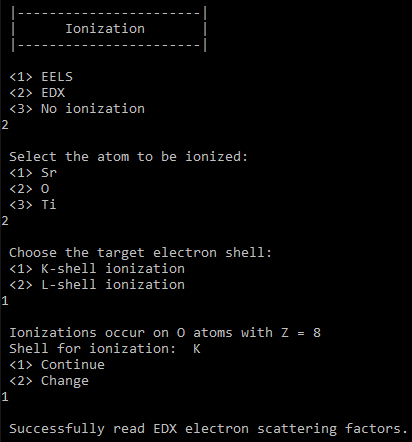 |-----------------------|
|      Ionization       |
|-----------------------|
<1> EELS
<2> EDX
<3> No ionization
2
Select the atom to be ionized:
<1> Sr
<2> O
<3> Ti
2
Choose the target electron shell:
<1> K-shell ionization
<2> L-shell ionization
1
Ionizations occur on O atoms with Z = 8
Shell for ionization:  K
<1> Continue
<2> Change
1
Successfully read EDX electron scattering factors.